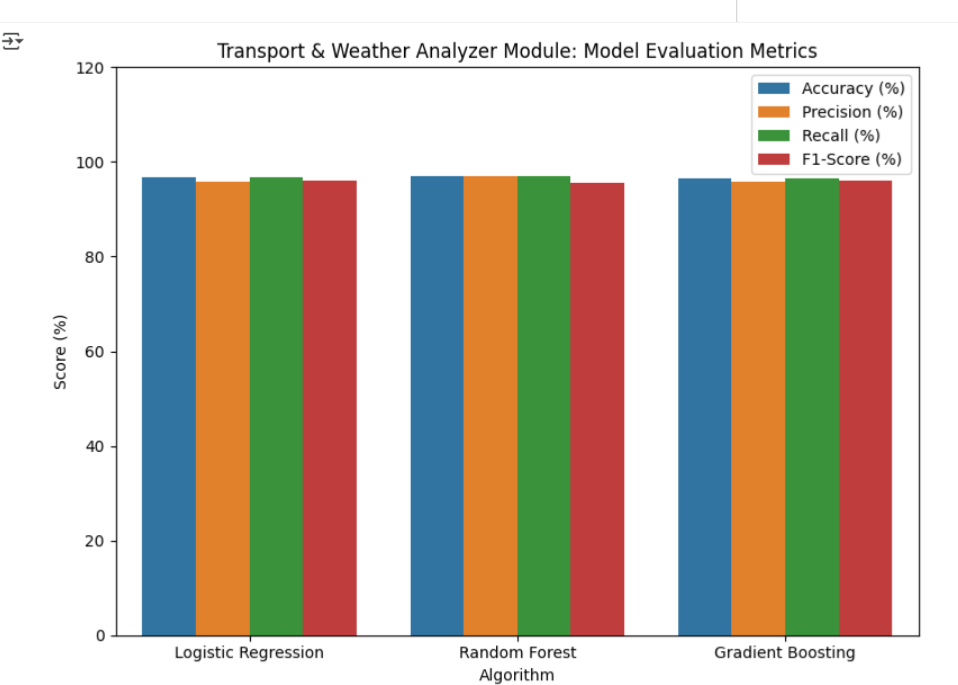 Transport & Weather Analyzer Module: Model Evaluation Metrics
120
100
80
60
40
20
0
Score (%)
Accuracy (%)
Precision (%)
Recall (%)
F1-Score (%)
Logistic Regression
Random Forest
Gradient Boosting
Algorithm